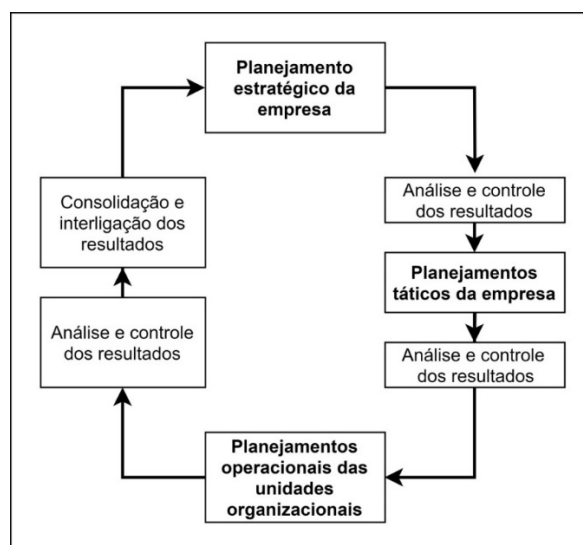 Planejamento
estratégico da
empresa
Análise e controle
dos resultados
Planejamentos
táticos da empresa
Análise e controle
dos resultados
Planejamentos
operacionais das
unidades
organizacionais
Análise e controle
dos resultados
Consolidação e
interligação dos
resultados